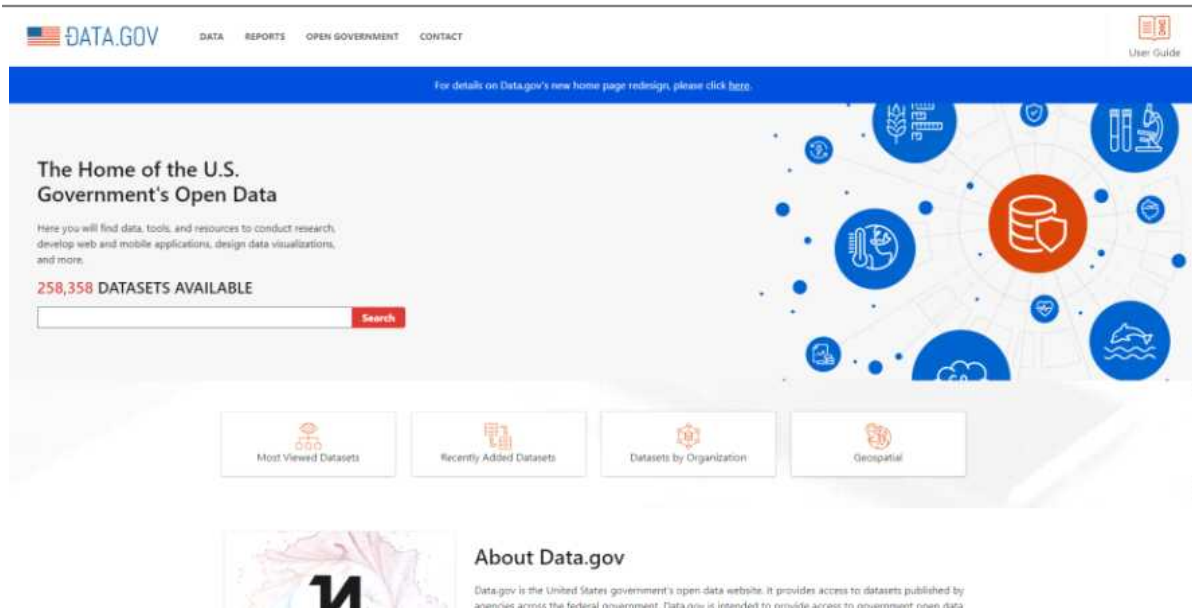 DATA.GOV
DATA REPORTS OPEN GOVERNMENT CONTACT
User Guide
For details on Data.gov's new home page redesign, please click here.
The Home of the U.S.
Government's Open Data
Here you will find data, tools, and resources to conduct research,
develop web and mobile applications, design data visualizations,
and more.
258,358 DATASETS AVAILABLE
Search
Most Viewed Datasets
Recently Added Datasets
Datasets by Organization
Geospatial
About Data.gov
Data.gov is the United States government's open data website. It provides access to datasets published by
agencies across the federal government. Data.gov is intended to provide access to government open data